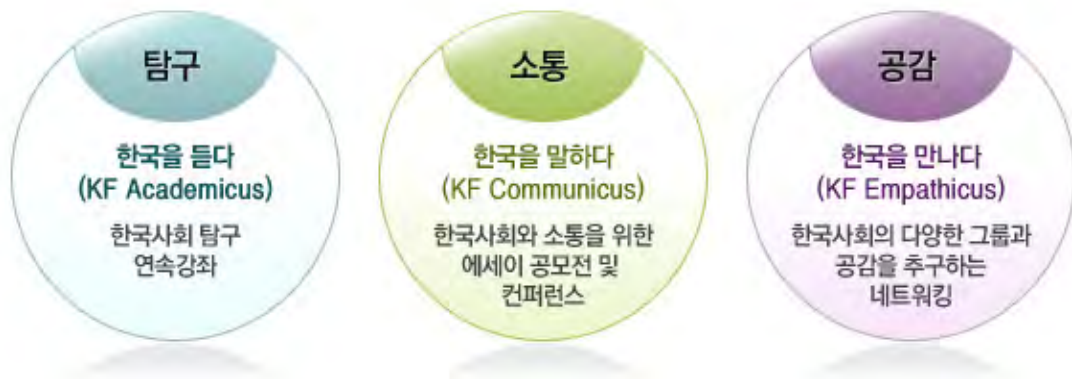 탐구
한국을 듣다
(KF Academicus)
한국사회 탐구
연속강좌
소통
한국을 말하다
(KF Communicus)
한국사회와 소통을 위한
에세이 공모전 및
컨퍼런스
공감
한국을 만나다
(KF Empathicus)
한국사회의 다양한 그룹과
공감을 추구하는
네트워킹